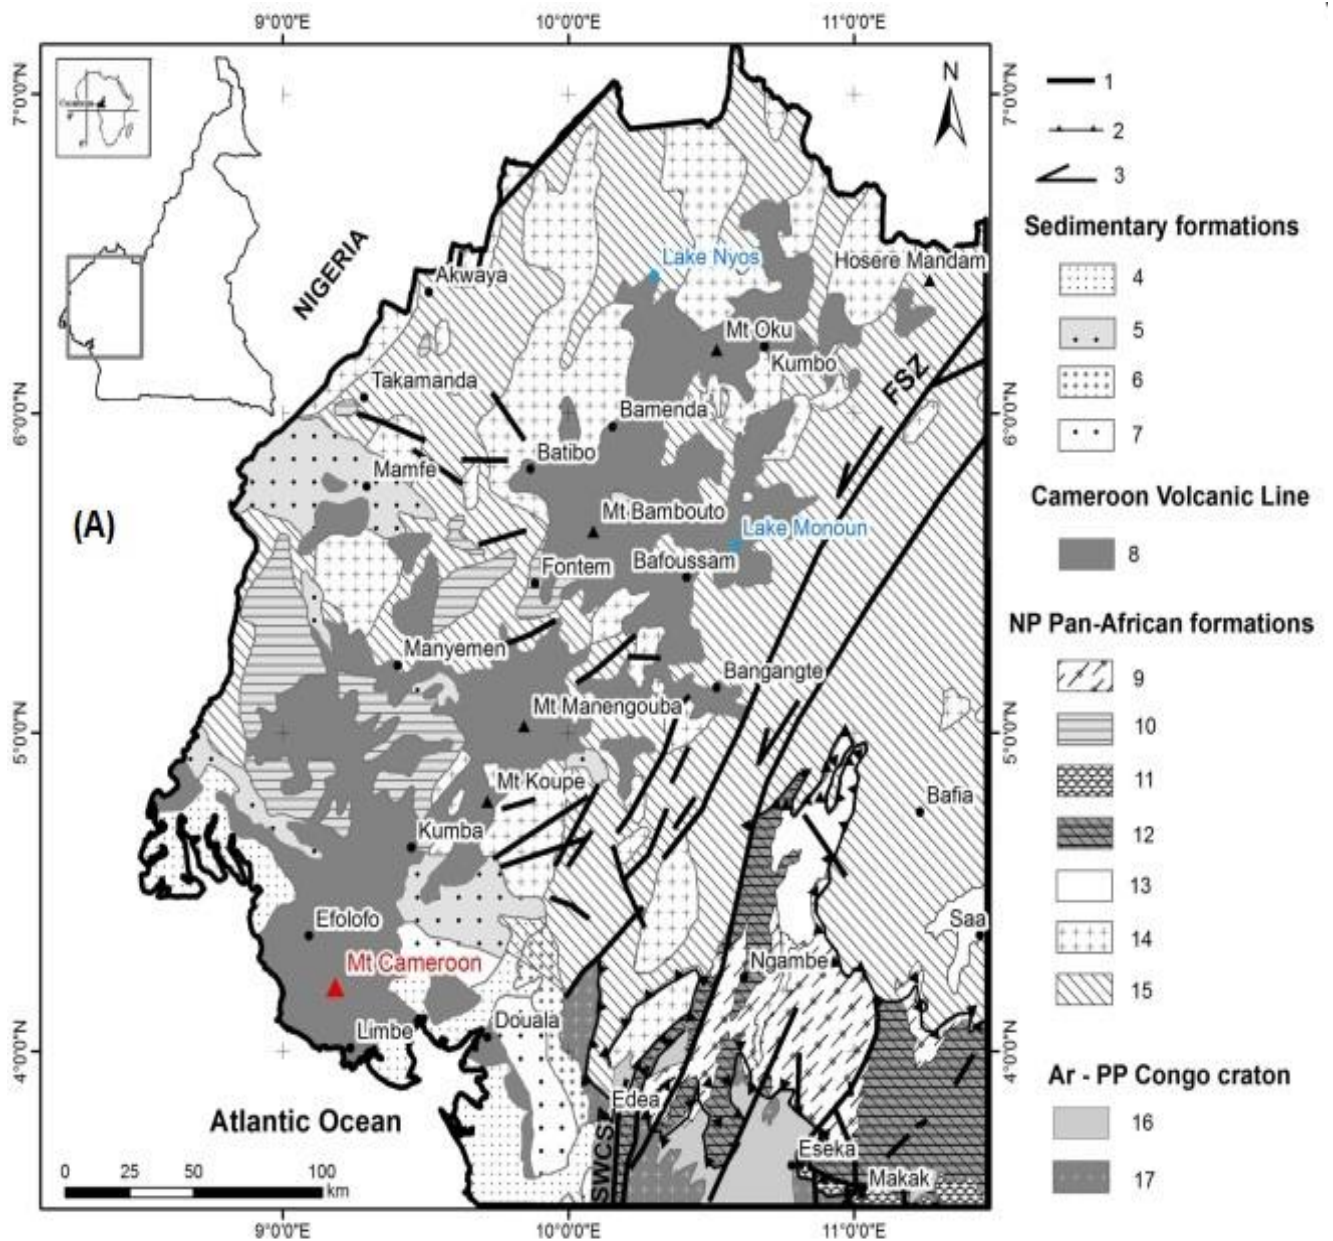 9°0'0"E
10°0'0"E
11°0'0"E
7°0'0"N
7°0'0"N
N
1
2
3
Sedimentary formations
4
5
6
7
Cameroon Volcanic Line
8
NP Pan-African formations
9
10
11
12
13
14
15
Ar - PP Congo craton
16
17
NIGERIA
Akwaya
Lake Nyos
Hosere Mandam
Mt Oku
Kumbo
Takamanda
FSZ
6°0'0"N
6°0'0"N
Bamenda
Batibo
Mamfe
(A)
Mt Bambouto
Lake Monoun
Fontem
Bafoussam
Manyemen
Bangangte
Mt Manengouba
5°0'0"N
5°0'0"N
Mt Koupe
Bafia
Kumba
Efolofo
Saa
Mt Cameroon
Ngambe
Limbe
Douala
4°0'0"N
4°0'0"N
Edea
Atlantic Ocean
SWCSZ
Eseka
Makak
0 25 50 100
km
9°0'0"E
10°0'0"E
11°0'0"E